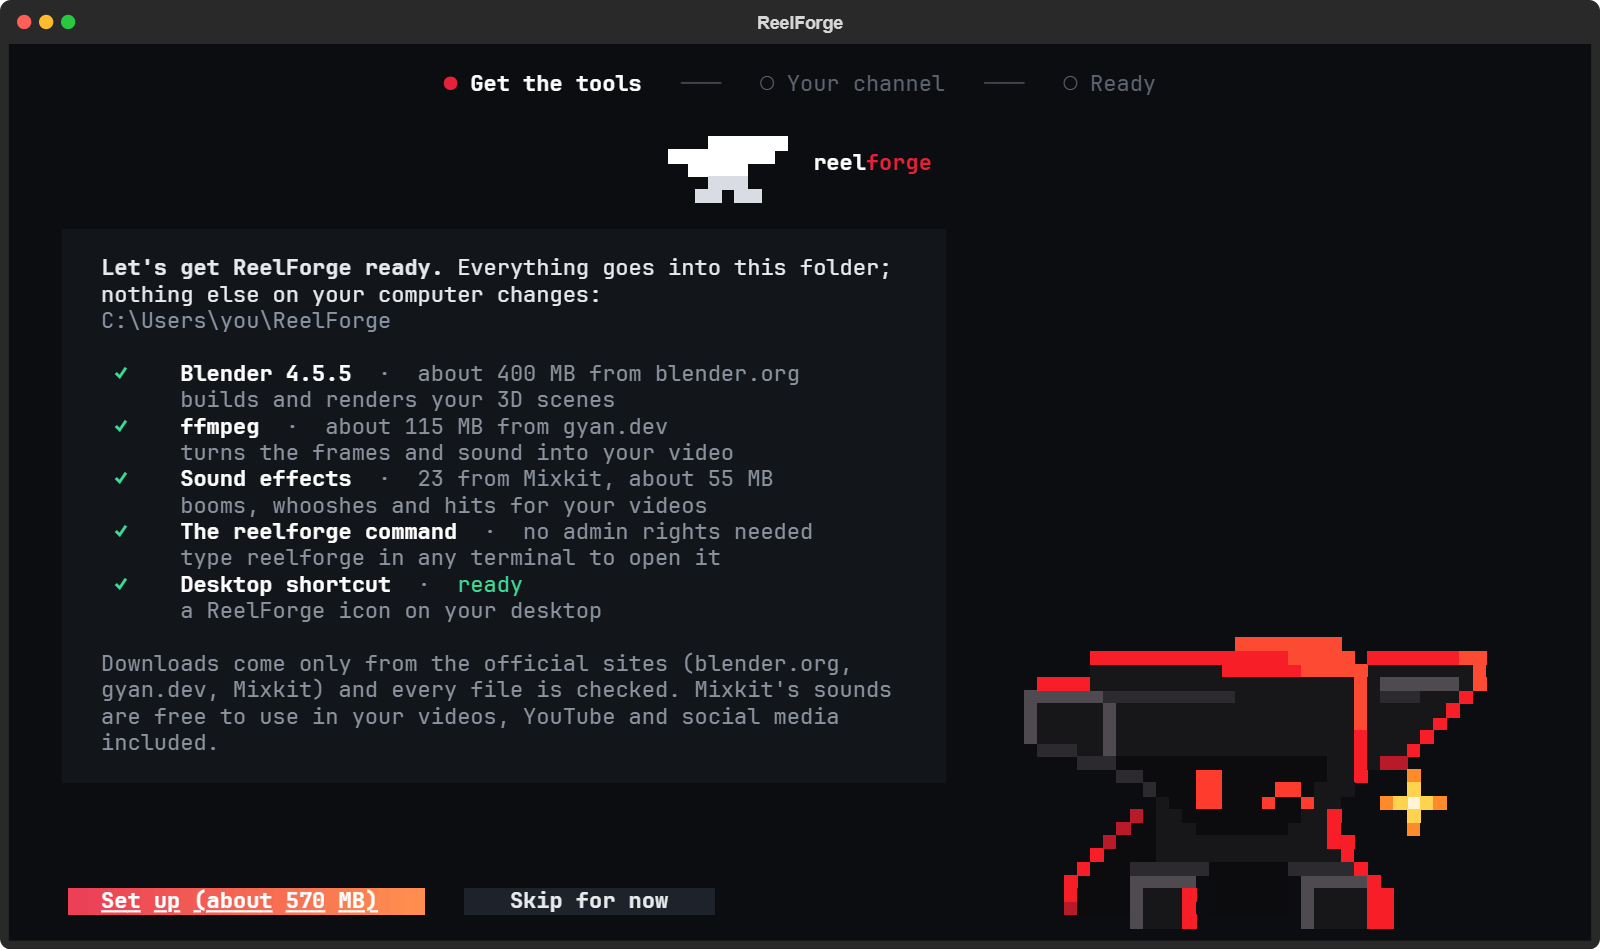 ReelForge
Get the tools
Your channel
Ready
reelforge
Let's get ReelForge ready. Everything goes into this folder;
nothing else on your computer changes:
C:\Users\you\ReelForge
Blender 4.5.5 · about 400 MB from blender.org
builds and renders your 3D scenes
ffmpeg · about 115 MB from gyan.dev
turns the frames and sound into your video
Sound effects · 23 from Mixkit, about 55 MB
booms, whooshes and hits for your videos
The reelforge command · no admin rights needed
type reelforge in any terminal to open it
Desktop shortcut · ready
a ReelForge icon on your desktop
Downloads come only from the official sites (blender.org,
gyan.dev, Mixkit) and every file is checked. Mixkit's sounds
are free to use in your videos, YouTube and social media
included.
Set up (about 570 MB)
Skip for now